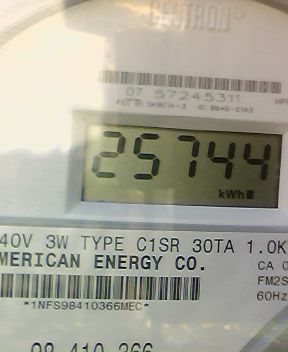 CENTRON®
07 57245311
25744
kWh
40V 3W TYPE C1SR 30TA 1.0K
MERICAN ENERGY CO.
CA 0
FM2S
60Hz
*1NFS98410366MEC*
98 410 366